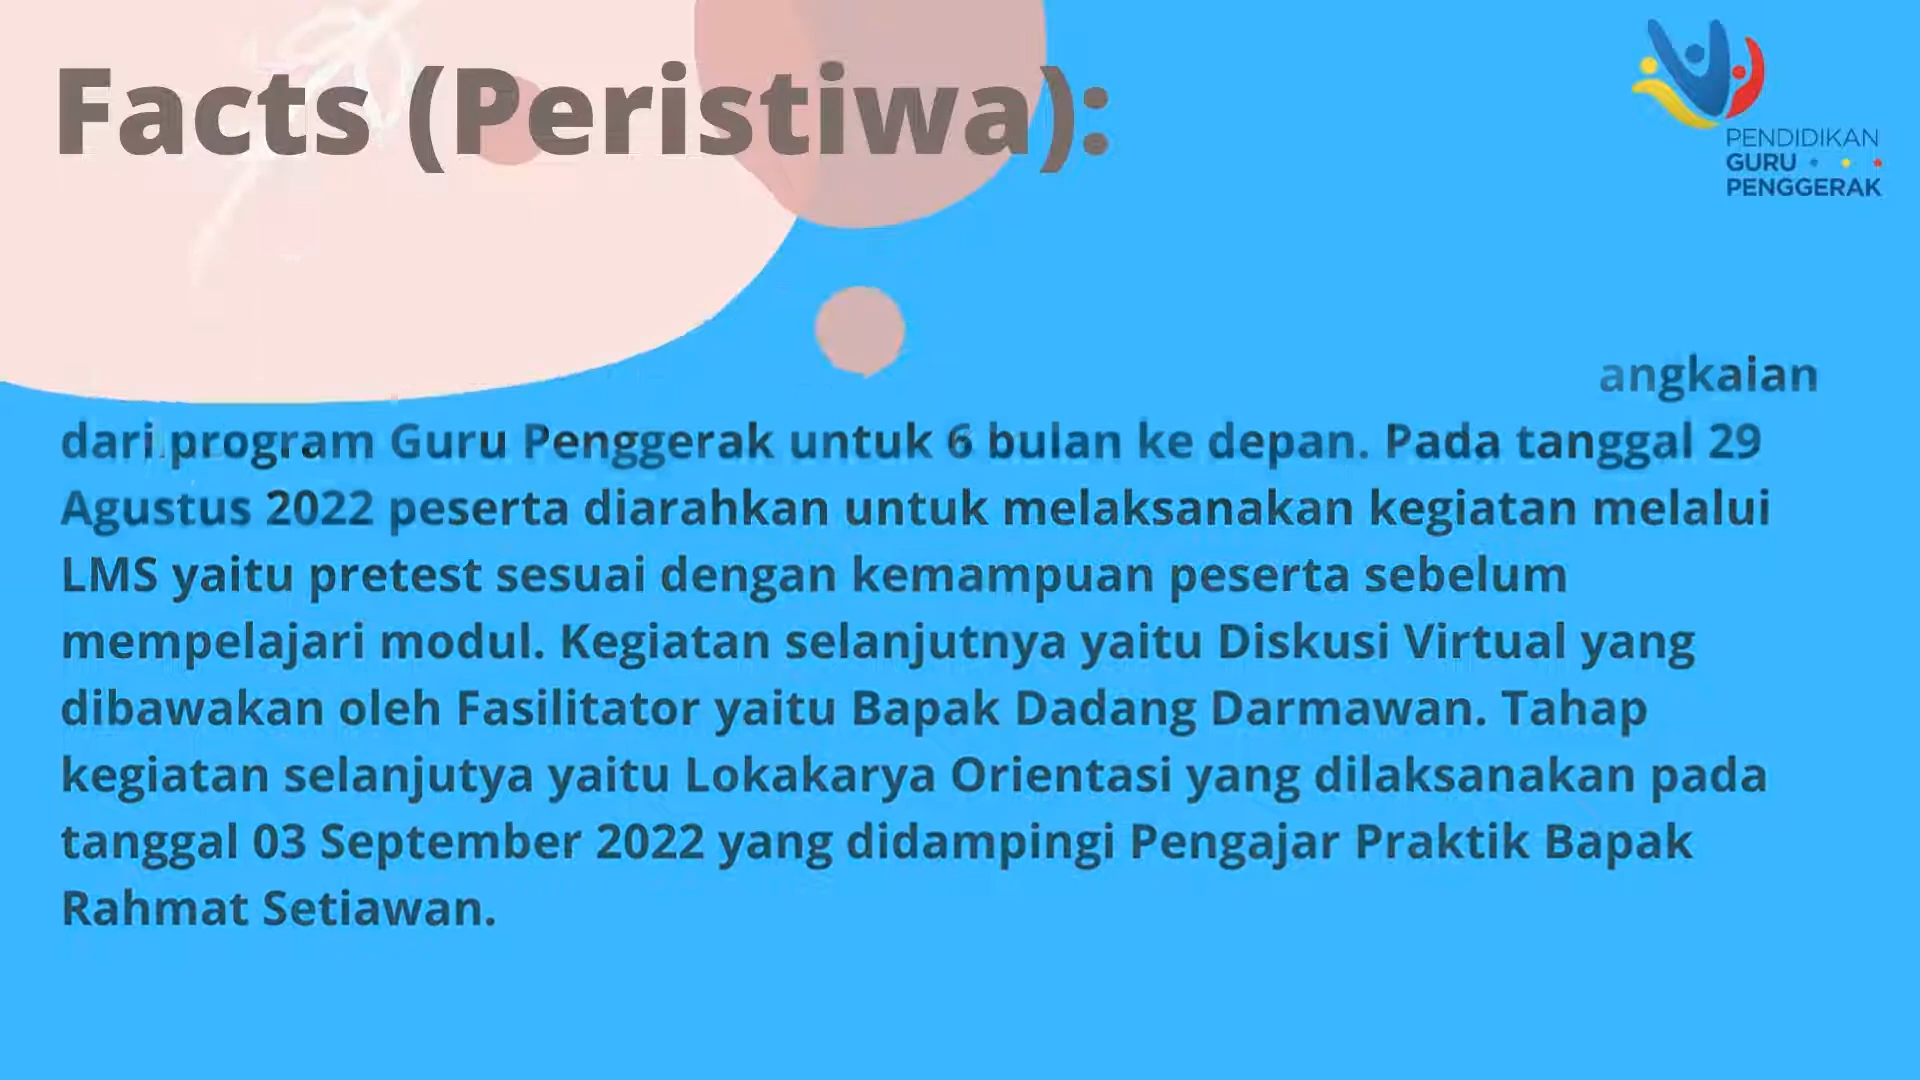 Facts (Peristiwa):
PENDIDIKAN
GURU
PENGGERAK
angkaian
dari program Guru Penggerak untuk 6 bulan ke depan. Pada tanggal 29
Agustus 2022 peserta diarahkan untuk melaksanakan kegiatan melalui
LMS yaitu pretest sesuai dengan kemampuan peserta sebelum
mempelajari modul. Kegiatan selanjutnya yaitu Diskusi Virtual yang
dibawakan oleh Fasilitator yaitu Bapak Dadang Darmawan. Tahap
kegiatan selanjutya yaitu Lokakarya Orientasi yang dilaksanakan pada
tanggal 03 September 2022 yang didampingi Pengajar Praktik Bapak
Rahmat Setiawan.